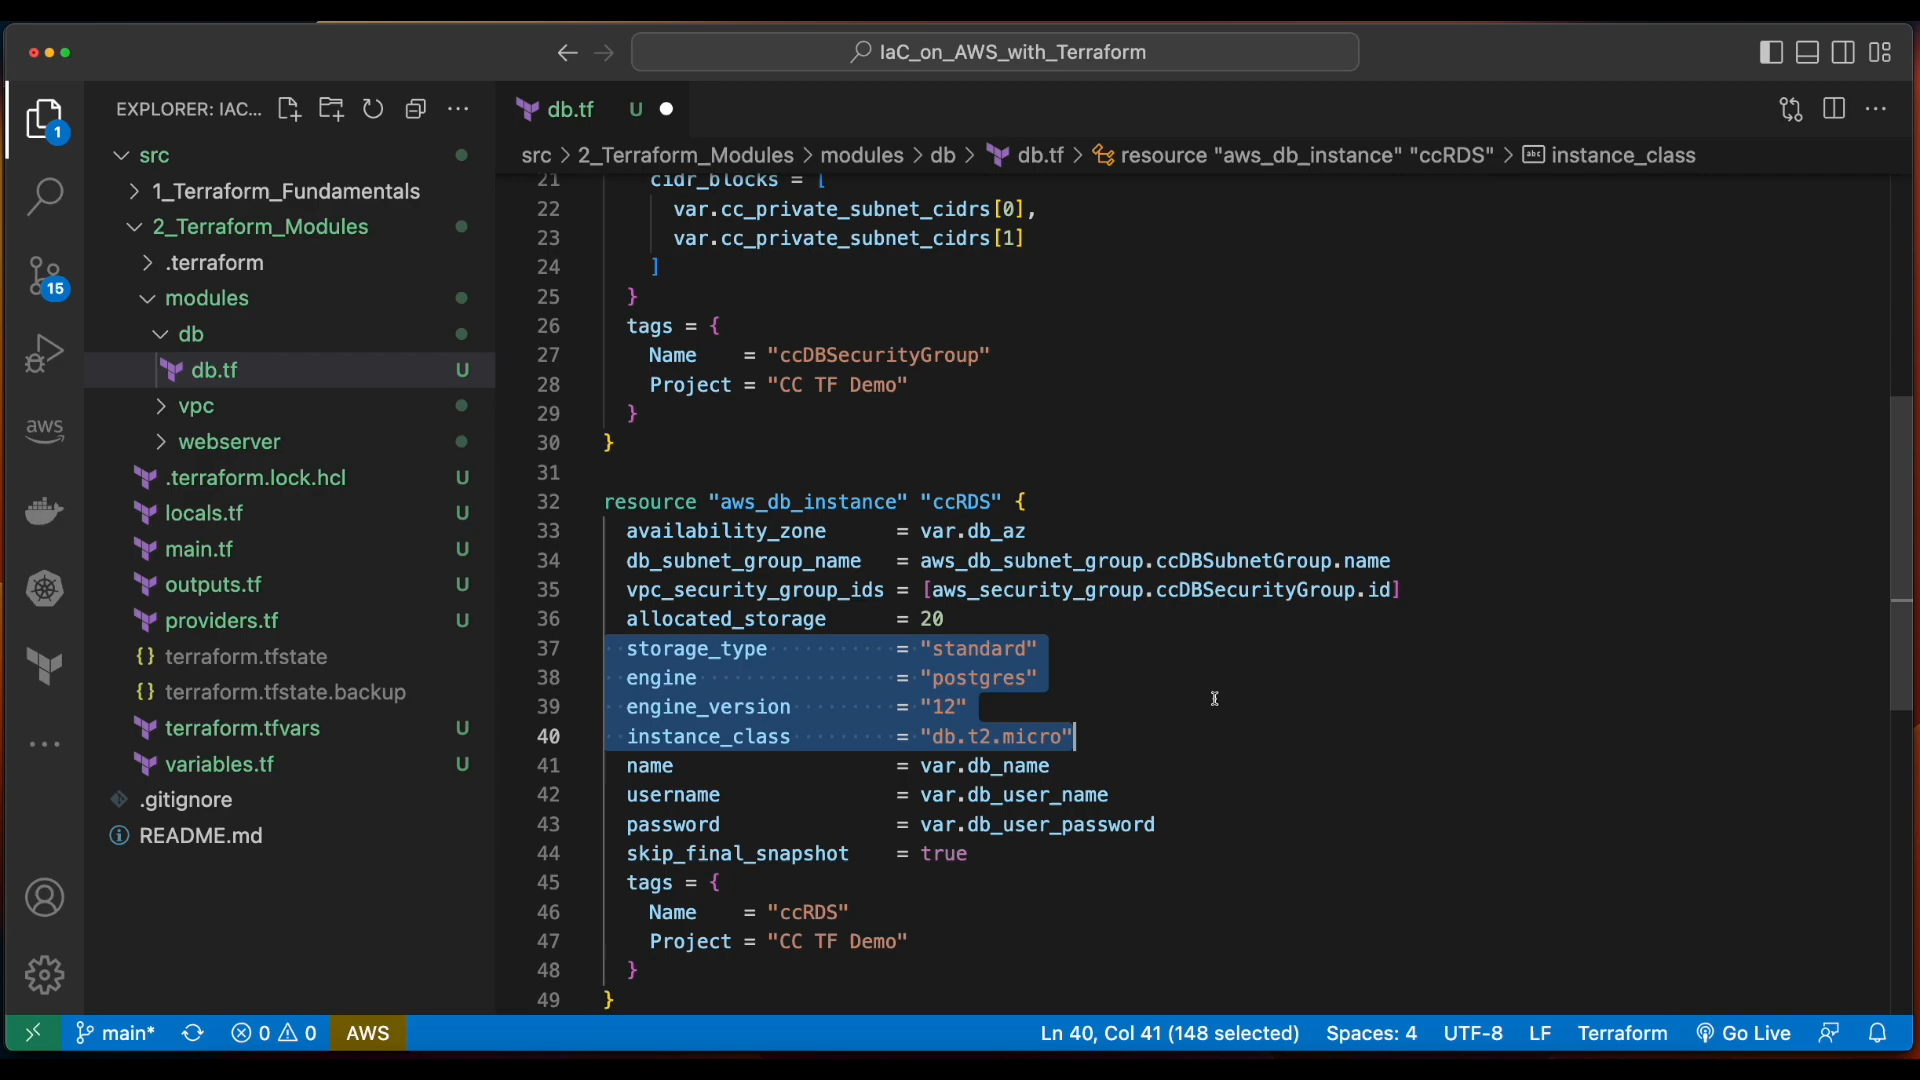 IaC_on_AWS_with_Terraform
EXPLORER: IAC...
1
src
1_Terraform_Fundamentals
2_Terraform_Modules
.terraform
15
modules
db
db.tf U
aws
vpc
webserver
.terraform.lock.hcl U
locals.tf U
main.tf U
outputs.tf U
providers.tf U
{} terraform.tfstate
{} terraform.tfstate.backup
terraform.tfvars U
variables.tf U
.gitignore
README.md
db.tf U
src > 2_Terraform_Modules > modules > db > db.tf > resource "aws_db_instance" "ccRDS" > abc instance_class
21 cidr_blocks = [
22 var.cc_private_subnet_cidrs[0],
23 var.cc_private_subnet_cidrs[1]
24 ]
25 }
26 tags = {
27 Name = "ccDBSecurityGroup"
28 Project = "CC TF Demo"
29 }
30 }
31
32 resource "aws_db_instance" "ccRDS" {
33 availability_zone = var.db_az
34 db_subnet_group_name = aws_db_subnet_group.ccDBSubnetGroup.name
35 vpc_security_group_ids = [aws_security_group.ccDBSecurityGroup.id]
36 allocated_storage = 20
37 storage_type = "standard"
38 engine = "postgres"
39 engine_version = "12"
40 instance_class = "db.t2.micro"
41 name = var.db_name
42 username = var.db_user_name
43 password = var.db_user_password
44 skip_final_snapshot = true
45 tags = {
46 Name = "ccRDS"
47 Project = "CC TF Demo"
48 }
49 }
main* 0 0 AWS Ln 40, Col 41 (148 selected) Spaces: 4 UTF-8 LF Terraform Go Live